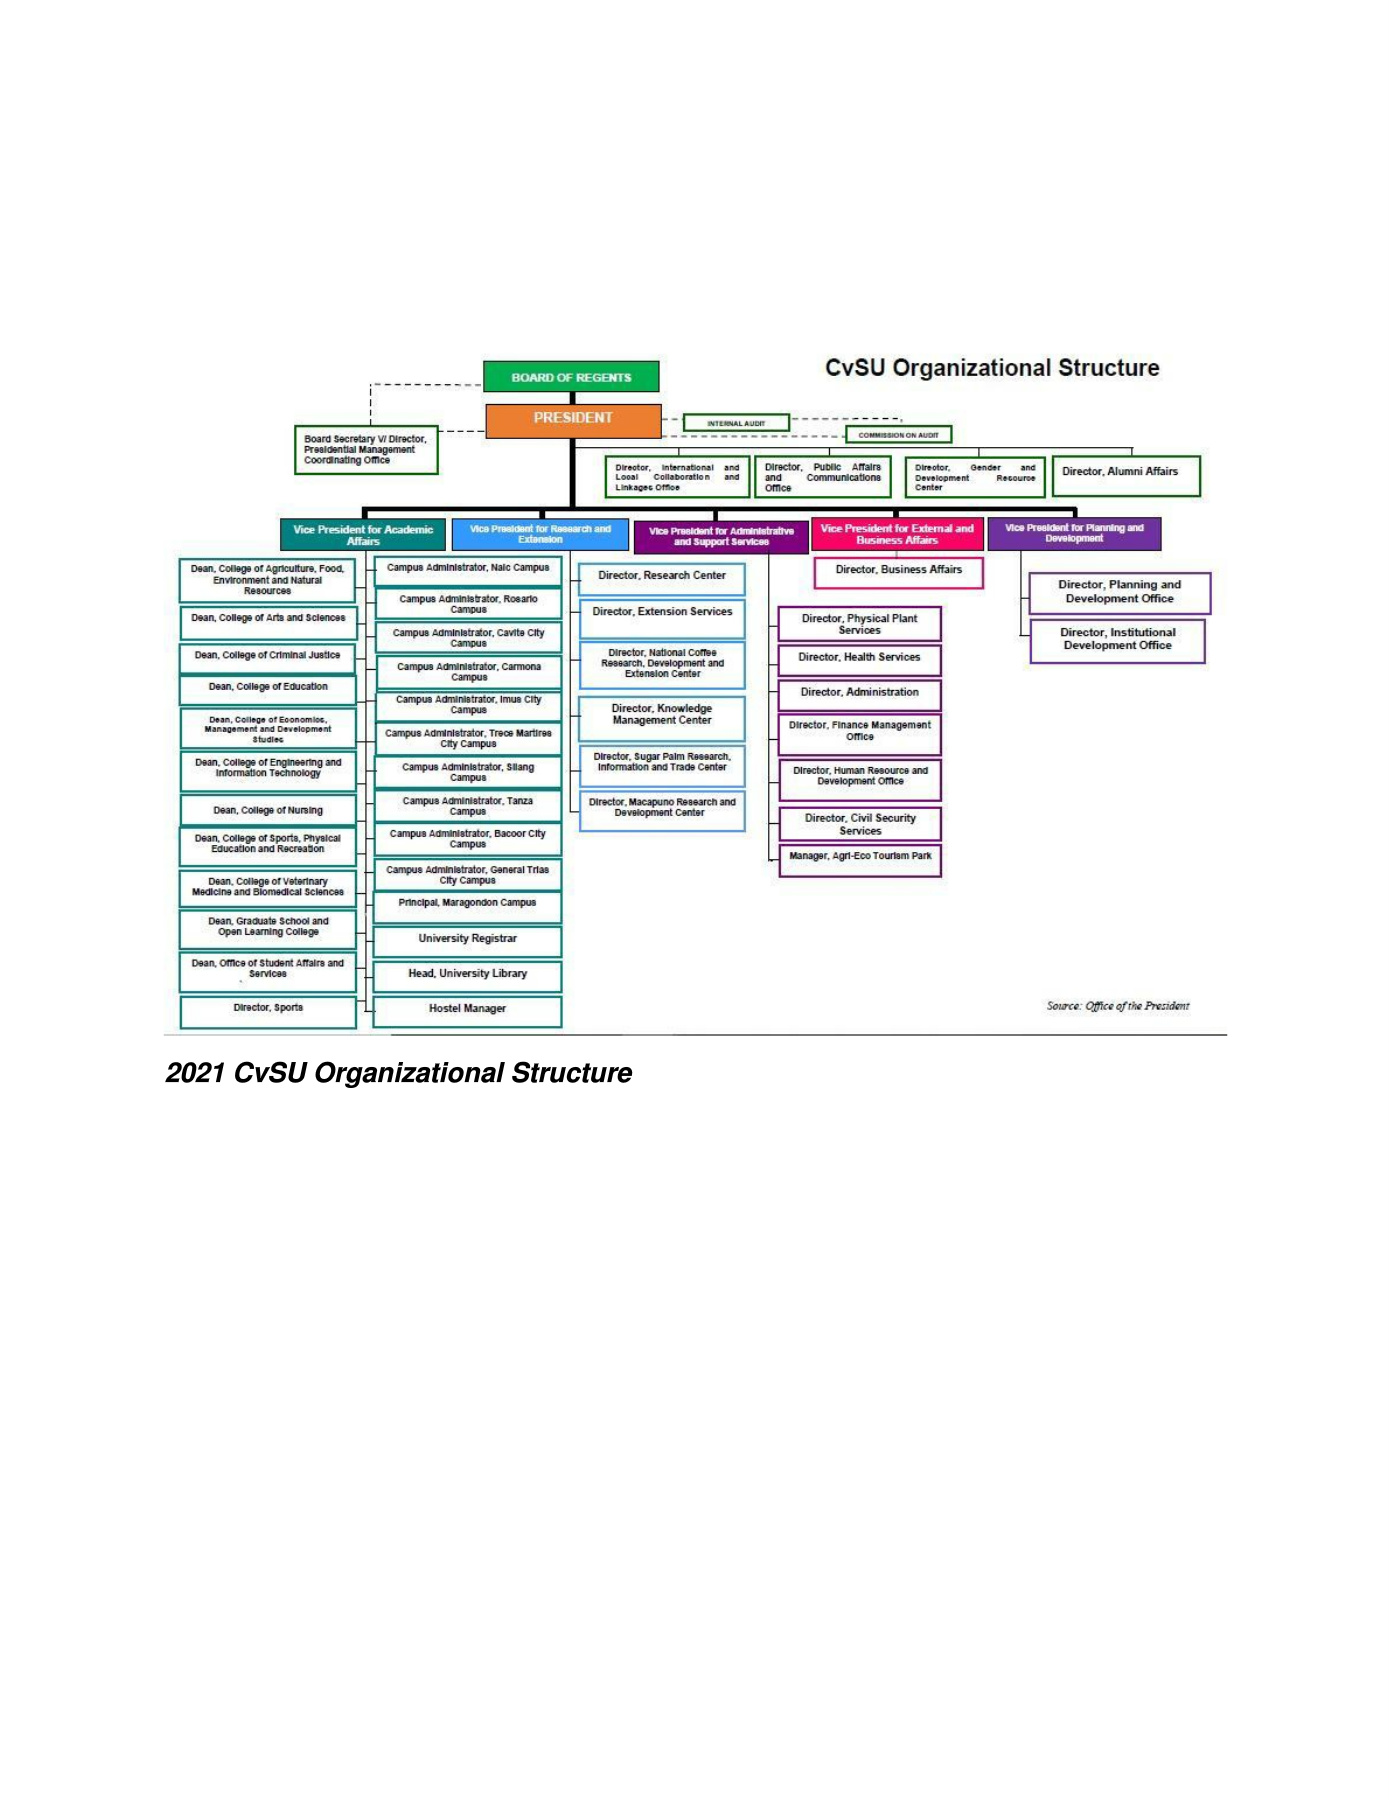 CvSU Organizational Structure
BOARD OF REGENTS
PRESIDENT
INTERNAL AUDIT
COMMISSION ON AUDIT
Board Secretary V/ Director,
Presidential Management
Coordinating Office
Director, International and
Local Collaboration and
Linkages Office
Director, Public Affairs
and Communications
Office
Director, Gender and
Development Resource
Center
Director, Alumni Affairs
Vice President for Academic
Affairs
Vice President for Research and
Extension
Vice President for Administrative
and Support Services
Vice President for External and
Business Affairs
Vice President for Planning and
Development
Dean, College of Agriculture, Food,
Environment and Natural
Resources
Dean, College of Arts and Sciences
Dean, College of Criminal Justice
Dean, College of Education
Dean, College of Economics,
Management and Development
Studies
Dean, College of Engineering and
Information Technology
Dean, College of Nursing
Dean, College of Sports, Physical
Education and Recreation
Dean, College of Veterinary
Medicine and Biomedical Sciences
Dean, Graduate School and
Open Learning College
Dean, Office of Student Affairs and
Services
Director, Sports
Campus Administrator, Naic Campus
Campus Administrator, Rosario
Campus
Campus Administrator, Cavite City
Campus
Campus Administrator, Carmona
Campus
Campus Administrator, Imus City
Campus
Campus Administrator, Trece Martires
City Campus
Campus Administrator, Silang
Campus
Campus Administrator, Tanza
Campus
Campus Administrator, Bacoor City
Campus
Campus Administrator, General Trias
City Campus
Principal, Maragondon Campus
University Registrar
Head, University Library
Hostel Manager
Director, Research Center
Director, Extension Services
Director, National Coffee
Research, Development and
Extension Center
Director, Knowledge
Management Center
Director, Sugar Palm Research,
Information and Trade Center
Director, Macapuno Research and
Development Center
Director, Physical Plant
Services
Director, Health Services
Director, Administration
Director, Finance Management
Office
Director, Human Resource and
Development Office
Director, Civil Security
Services
Manager, Agri-Eco Tourism Park
Director, Business Affairs
Director, Planning and
Development Office
Director, Institutional
Development Office
Source: Office of the President
2021 CvSU Organizational Structure